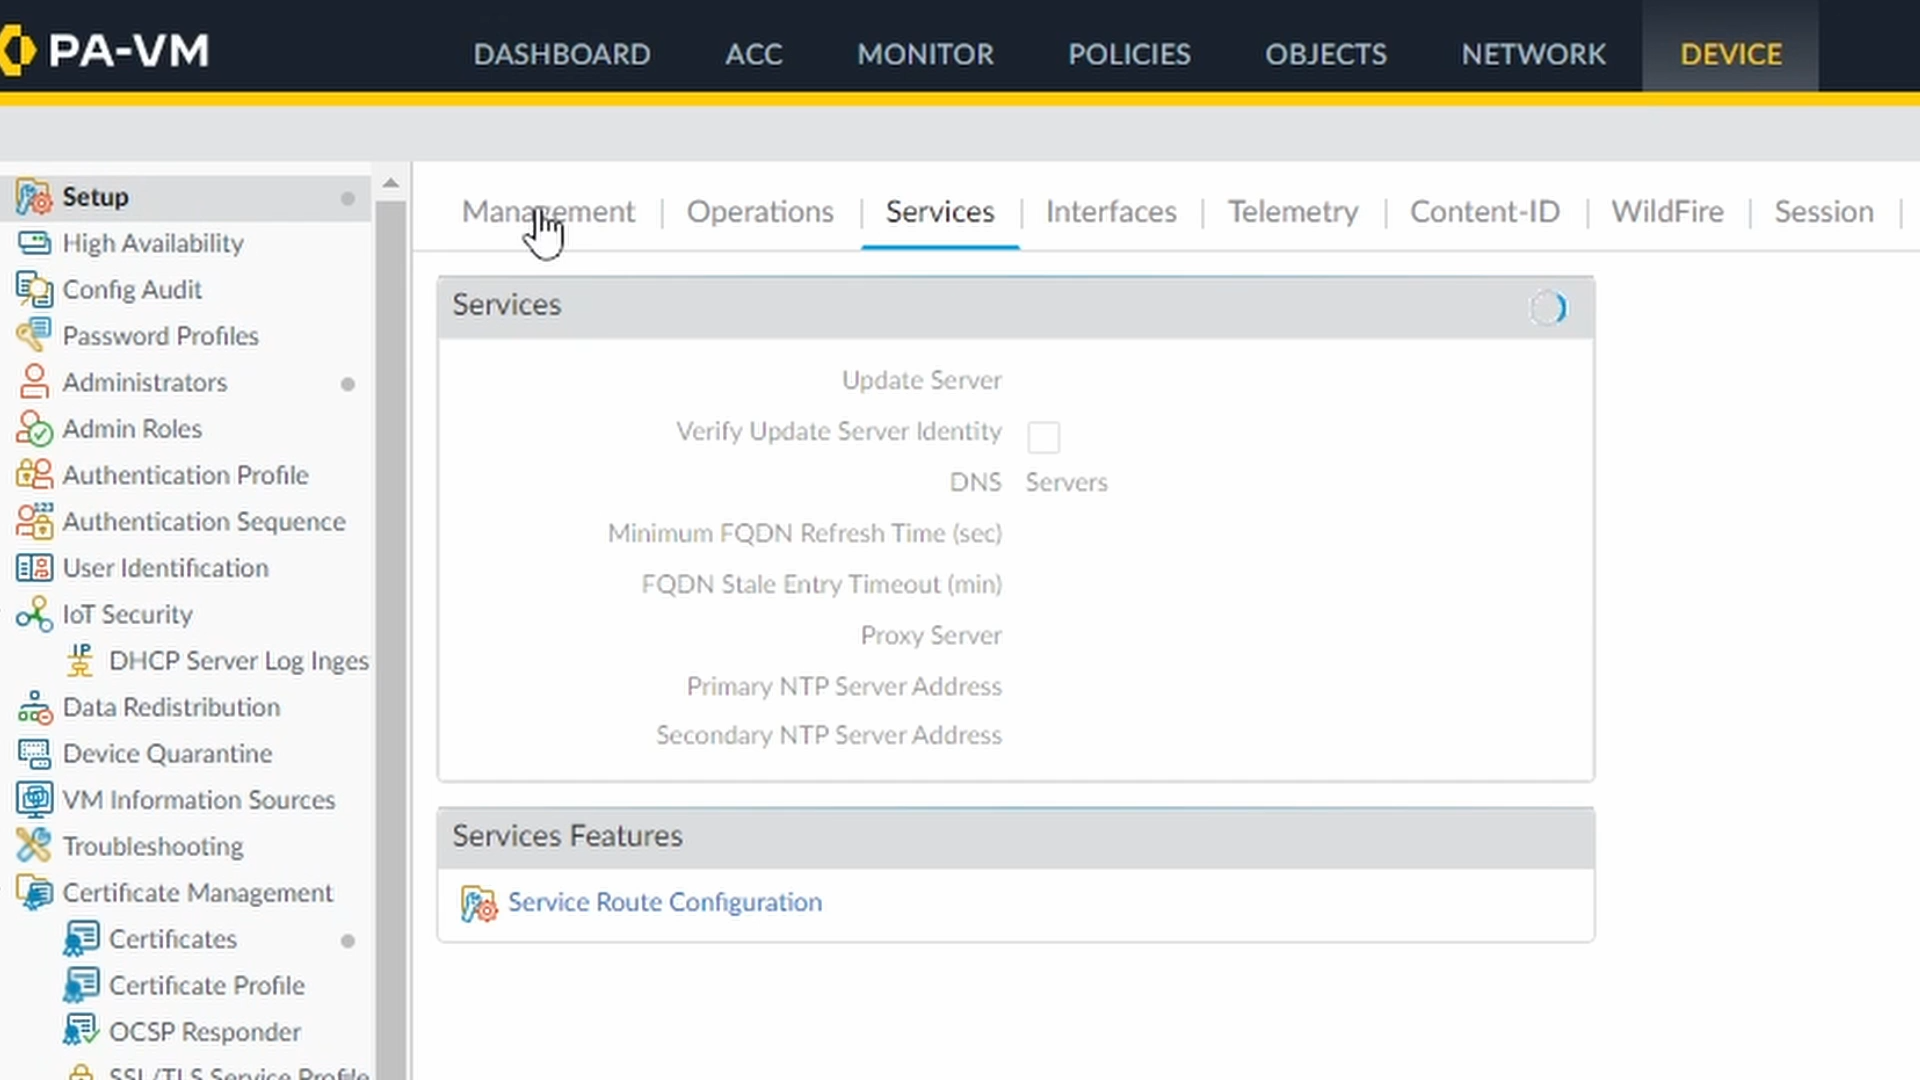 PA-VM
DASHBOARD ACC MONITOR POLICIES OBJECTS NETWORK DEVICE
Setup
High Availability
Config Audit
Password Profiles
Administrators
Admin Roles
Authentication Profile
Authentication Sequence
User Identification
IoT Security
DHCP Server Log Inges
Data Redistribution
Device Quarantine
VM Information Sources
Troubleshooting
Certificate Management
Certificates
Certificate Profile
OCSP Responder
SSL/TLS Service Profile
Management | Operations | Services | Interfaces | Telemetry | Content-ID | WildFire | Session |
Services
Update Server
Verify Update Server Identity
DNS Servers
Minimum FQDN Refresh Time (sec)
FQDN Stale Entry Timeout (min)
Proxy Server
Primary NTP Server Address
Secondary NTP Server Address
Services Features
Service Route Configuration